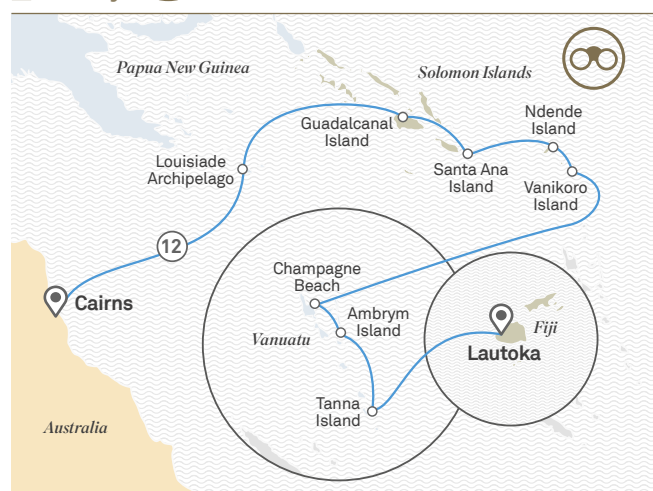 Papua New Guinea
Solomon Islands
Guadalcanal
Island
Ndende
Island
Louisiade
Archipelago
Santa Ana
Island
Vanikoro
Island
12
Champagne
Beach
Cairns
Ambrym
Island
Vanuatu
Fiji
Lautoka
Tanna
Island
Australia